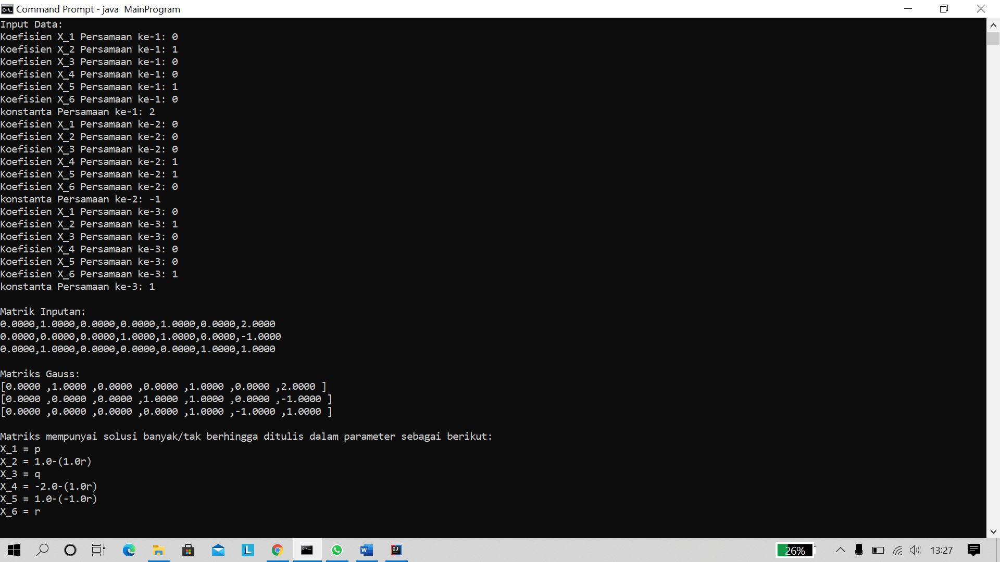 Command Prompt - java  MainProgram
Input Data:
Koefisien X_1 Persamaan ke-1: 0
Koefisien X_2 Persamaan ke-1: 1
Koefisien X_3 Persamaan ke-1: 0
Koefisien X_4 Persamaan ke-1: 0
Koefisien X_5 Persamaan ke-1: 1
Koefisien X_6 Persamaan ke-1: 0
konstanta Persamaan ke-1: 2
Koefisien X_1 Persamaan ke-2: 0
Koefisien X_2 Persamaan ke-2: 0
Koefisien X_3 Persamaan ke-2: 0
Koefisien X_4 Persamaan ke-2: 1
Koefisien X_5 Persamaan ke-2: 1
Koefisien X_6 Persamaan ke-2: 0
konstanta Persamaan ke-2: -1
Koefisien X_1 Persamaan ke-3: 0
Koefisien X_2 Persamaan ke-3: 1
Koefisien X_3 Persamaan ke-3: 0
Koefisien X_4 Persamaan ke-3: 0
Koefisien X_5 Persamaan ke-3: 0
Koefisien X_6 Persamaan ke-3: 1
konstanta Persamaan ke-3: 1
Matrik Inputan:
0.0000,1.0000,0.0000,0.0000,1.0000,0.0000,2.0000
0.0000,0.0000,0.0000,1.0000,1.0000,0.0000,-1.0000
0.0000,1.0000,0.0000,0.0000,0.0000,1.0000,1.0000
Matriks Gauss:
[0.0000 ,1.0000 ,0.0000 ,0.0000 ,1.0000 ,0.0000 ,2.0000 ]
[0.0000 ,0.0000 ,0.0000 ,1.0000 ,1.0000 ,0.0000 ,-1.0000 ]
[0.0000 ,0.0000 ,0.0000 ,0.0000 ,1.0000 ,-1.0000 ,1.0000 ]
Matriks mempunyai solusi banyak/tak berhingga ditulis dalam parameter sebagai berikut:
X_1 = p
X_2 = 1.0-(1.0r)
X_3 = q
X_4 = -2.0-(1.0r)
X_5 = 1.0-(-1.0r)
X_6 = r
26%
13:27